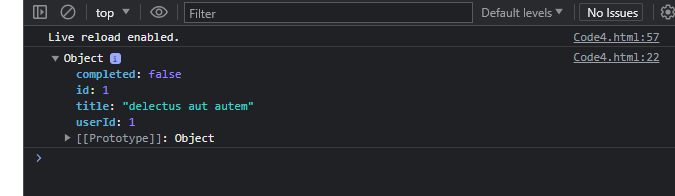 top Filter Default levels No Issues
Live reload enabled. Code4.html:57
Object i Code4.html:22
completed: false
id: 1
title: "delectus aut autem"
userId: 1
[[Prototype]]: Object